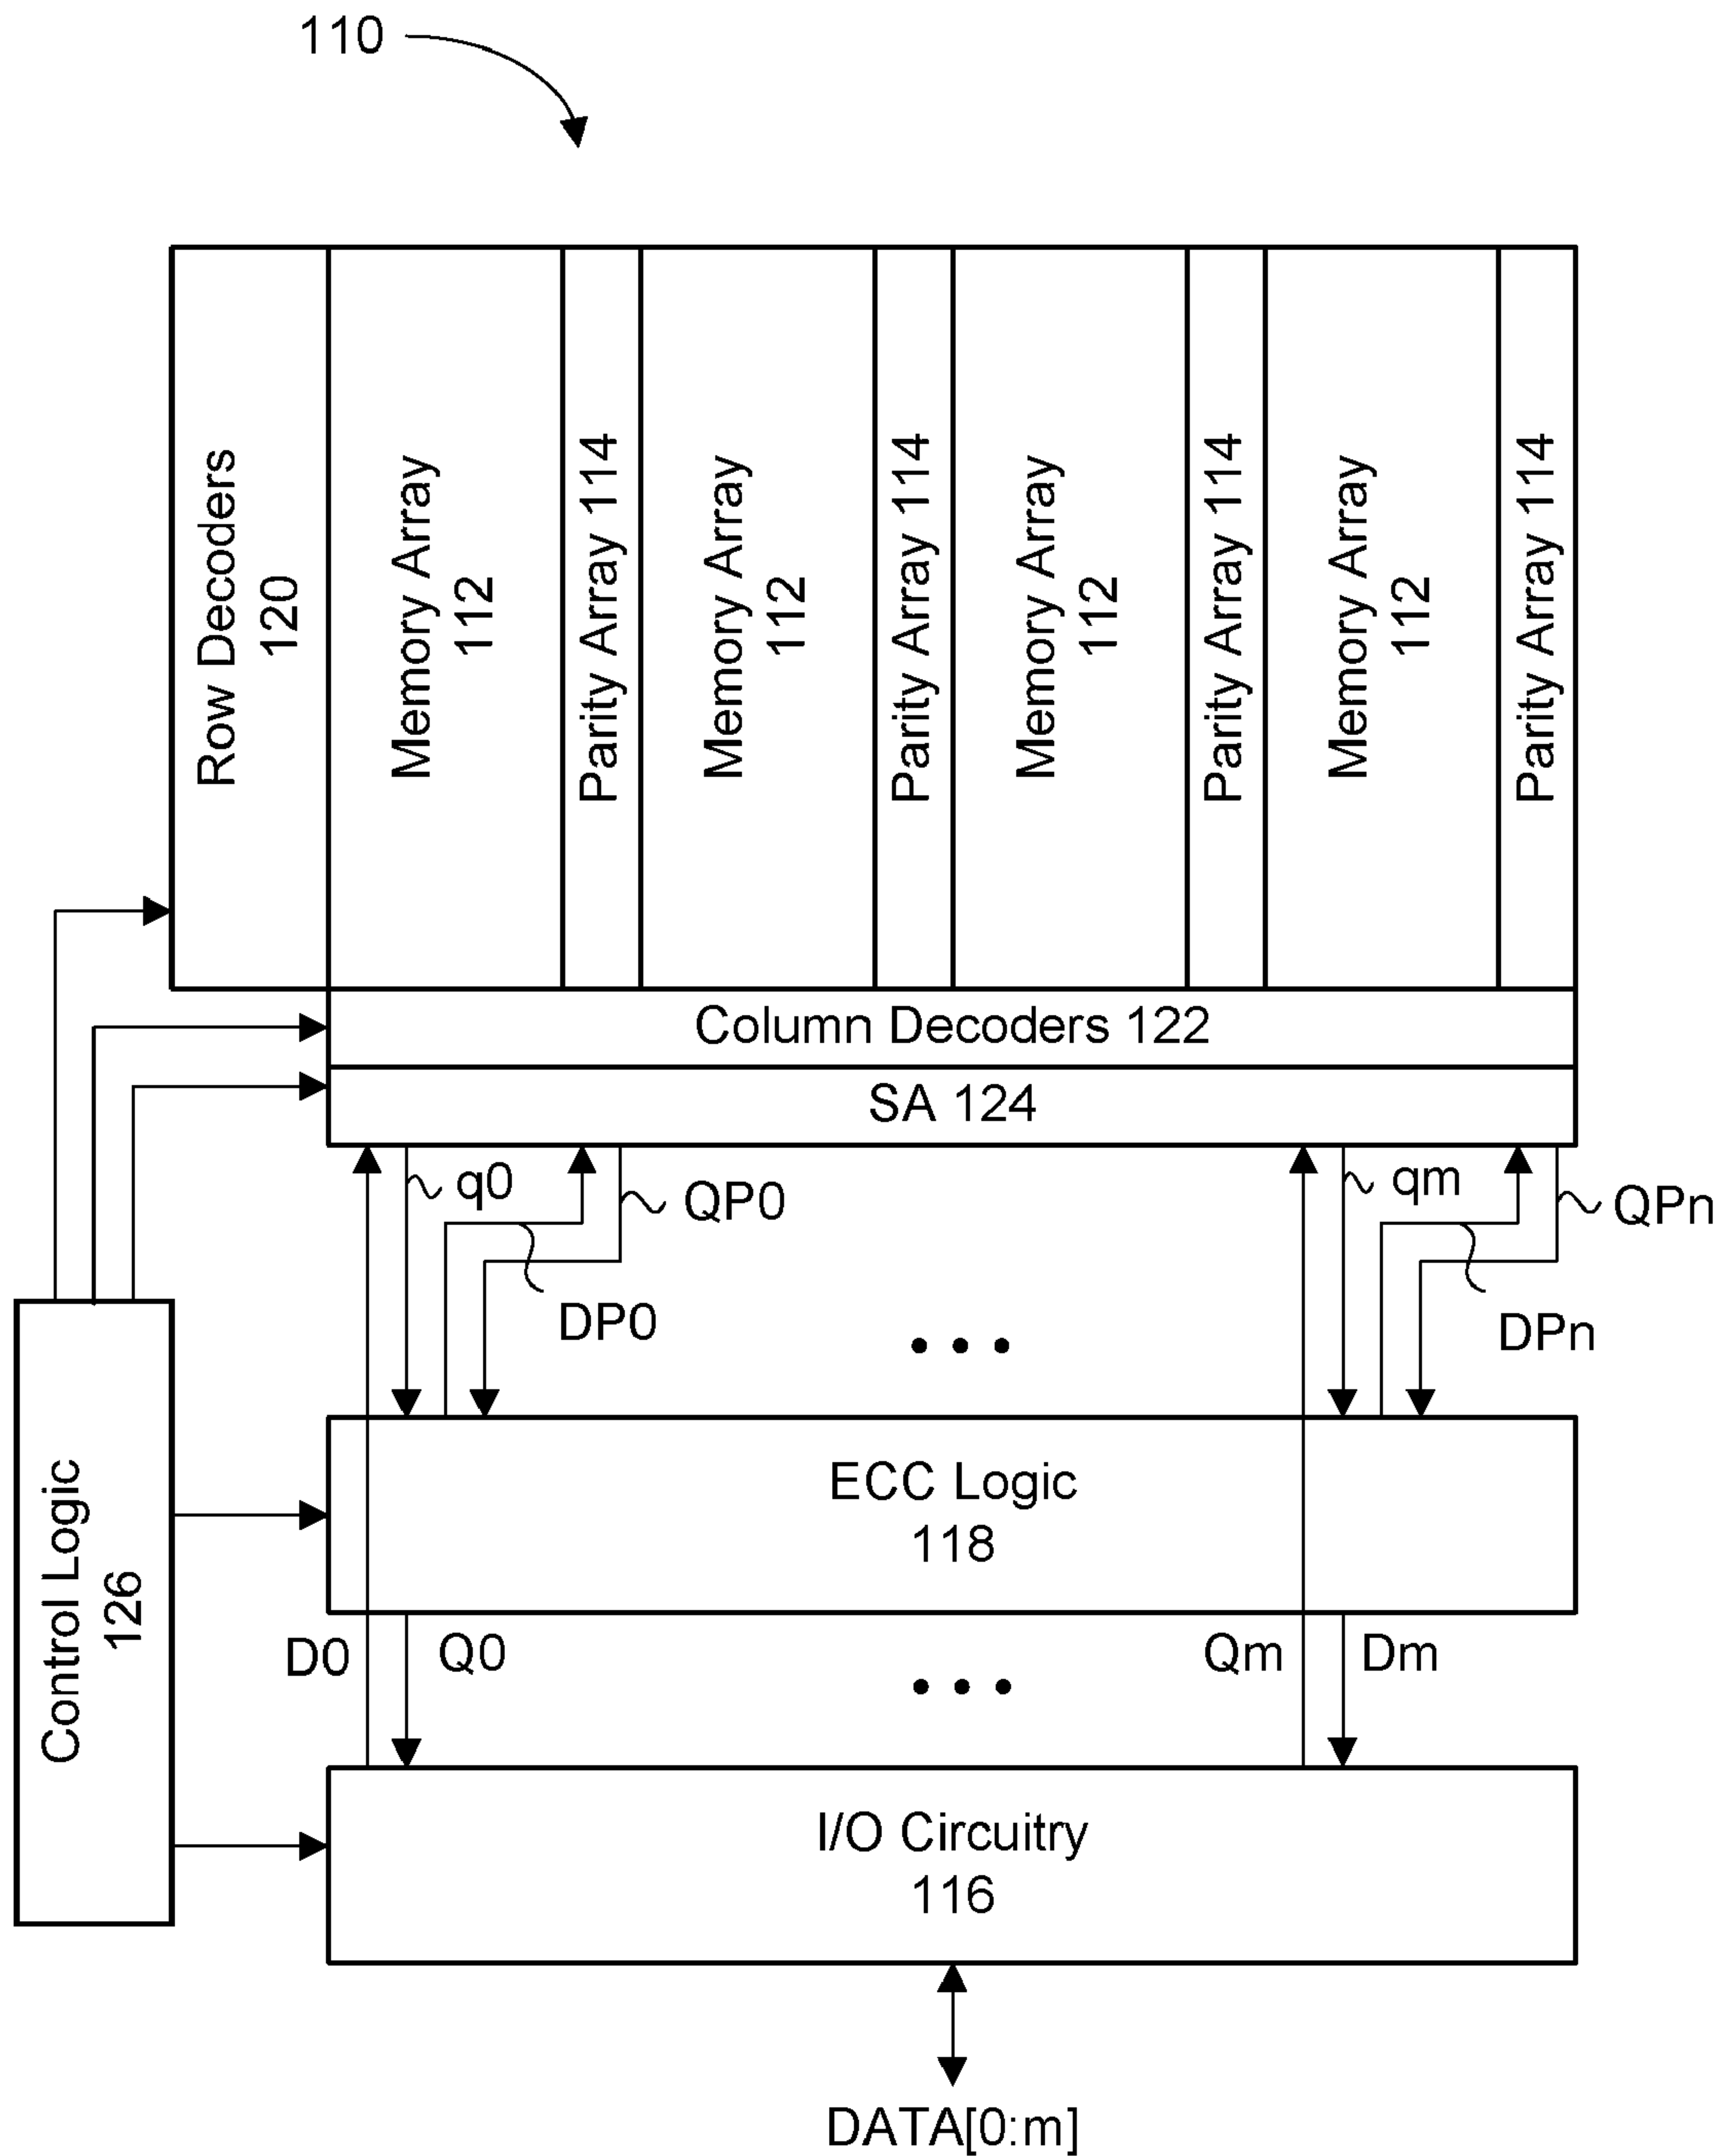 110
Row Decoders
120
Memory Array
112
Parity Array 114
Memory Array
112
Parity Array 114
Memory Array
112
Parity Array 114
Memory Array
112
Parity Array 114
Column Decoders 122
SA 124
q0
QP0
DP0
qm
QPn
DPn
...
Control Logic
126
ECC Logic
118
D0
Q0
...
Qm
Dm
I/O Circuitry
116
DATA[0:m]